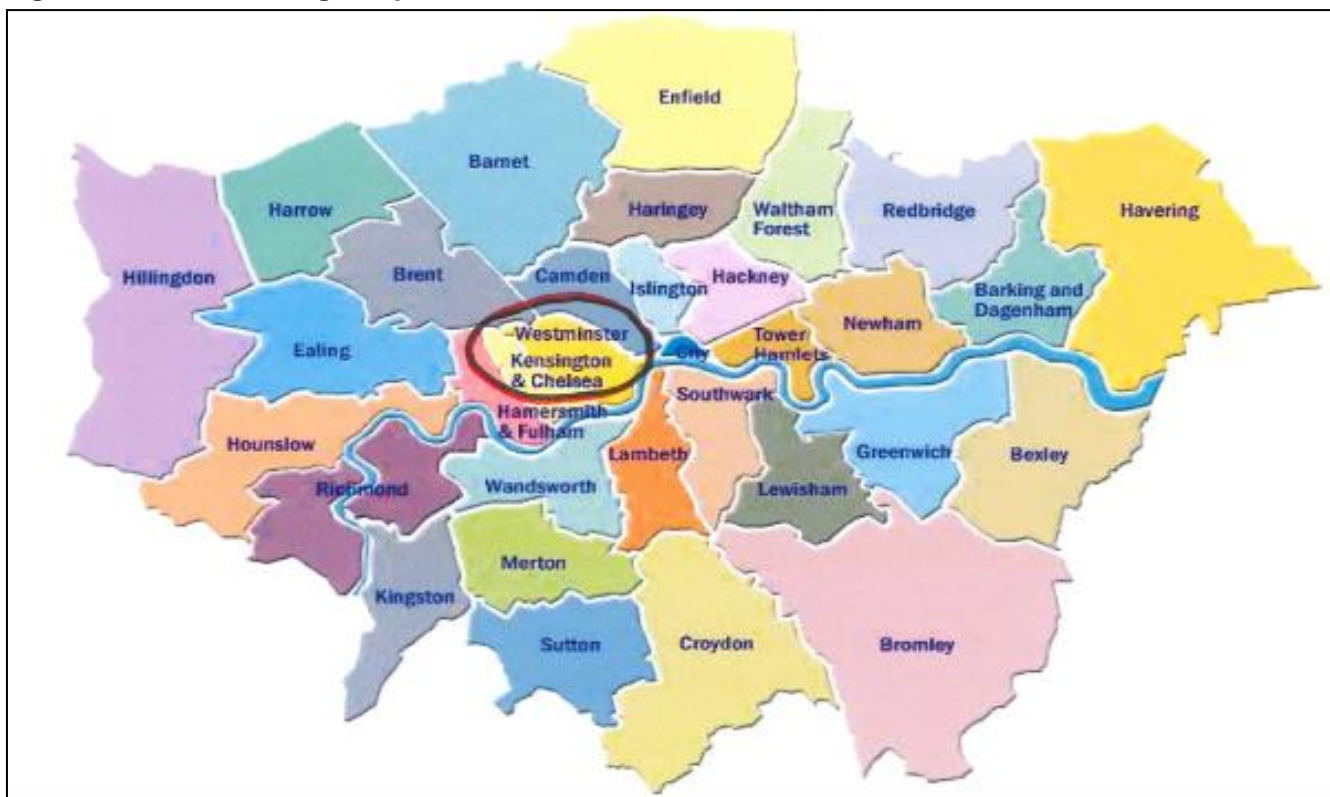 Enfield
Barnet
Harrow
Haringey
Waltham
Forest
Redbridge
Havering
Hillingdon
Brent
Camden
Islington
Hackney
Barking and
Dagenham
Ealing
Westminster
Kensington
& Chelsea
City
Tower
Hamlets
Newham
Hamersmith
& Fulham
Southwark
Hounslow
Lambeth
Greenwich
Bexley
Richmond
Wandsworth
Lewisham
Merton
Kingston
Sutton
Croydon
Bromley